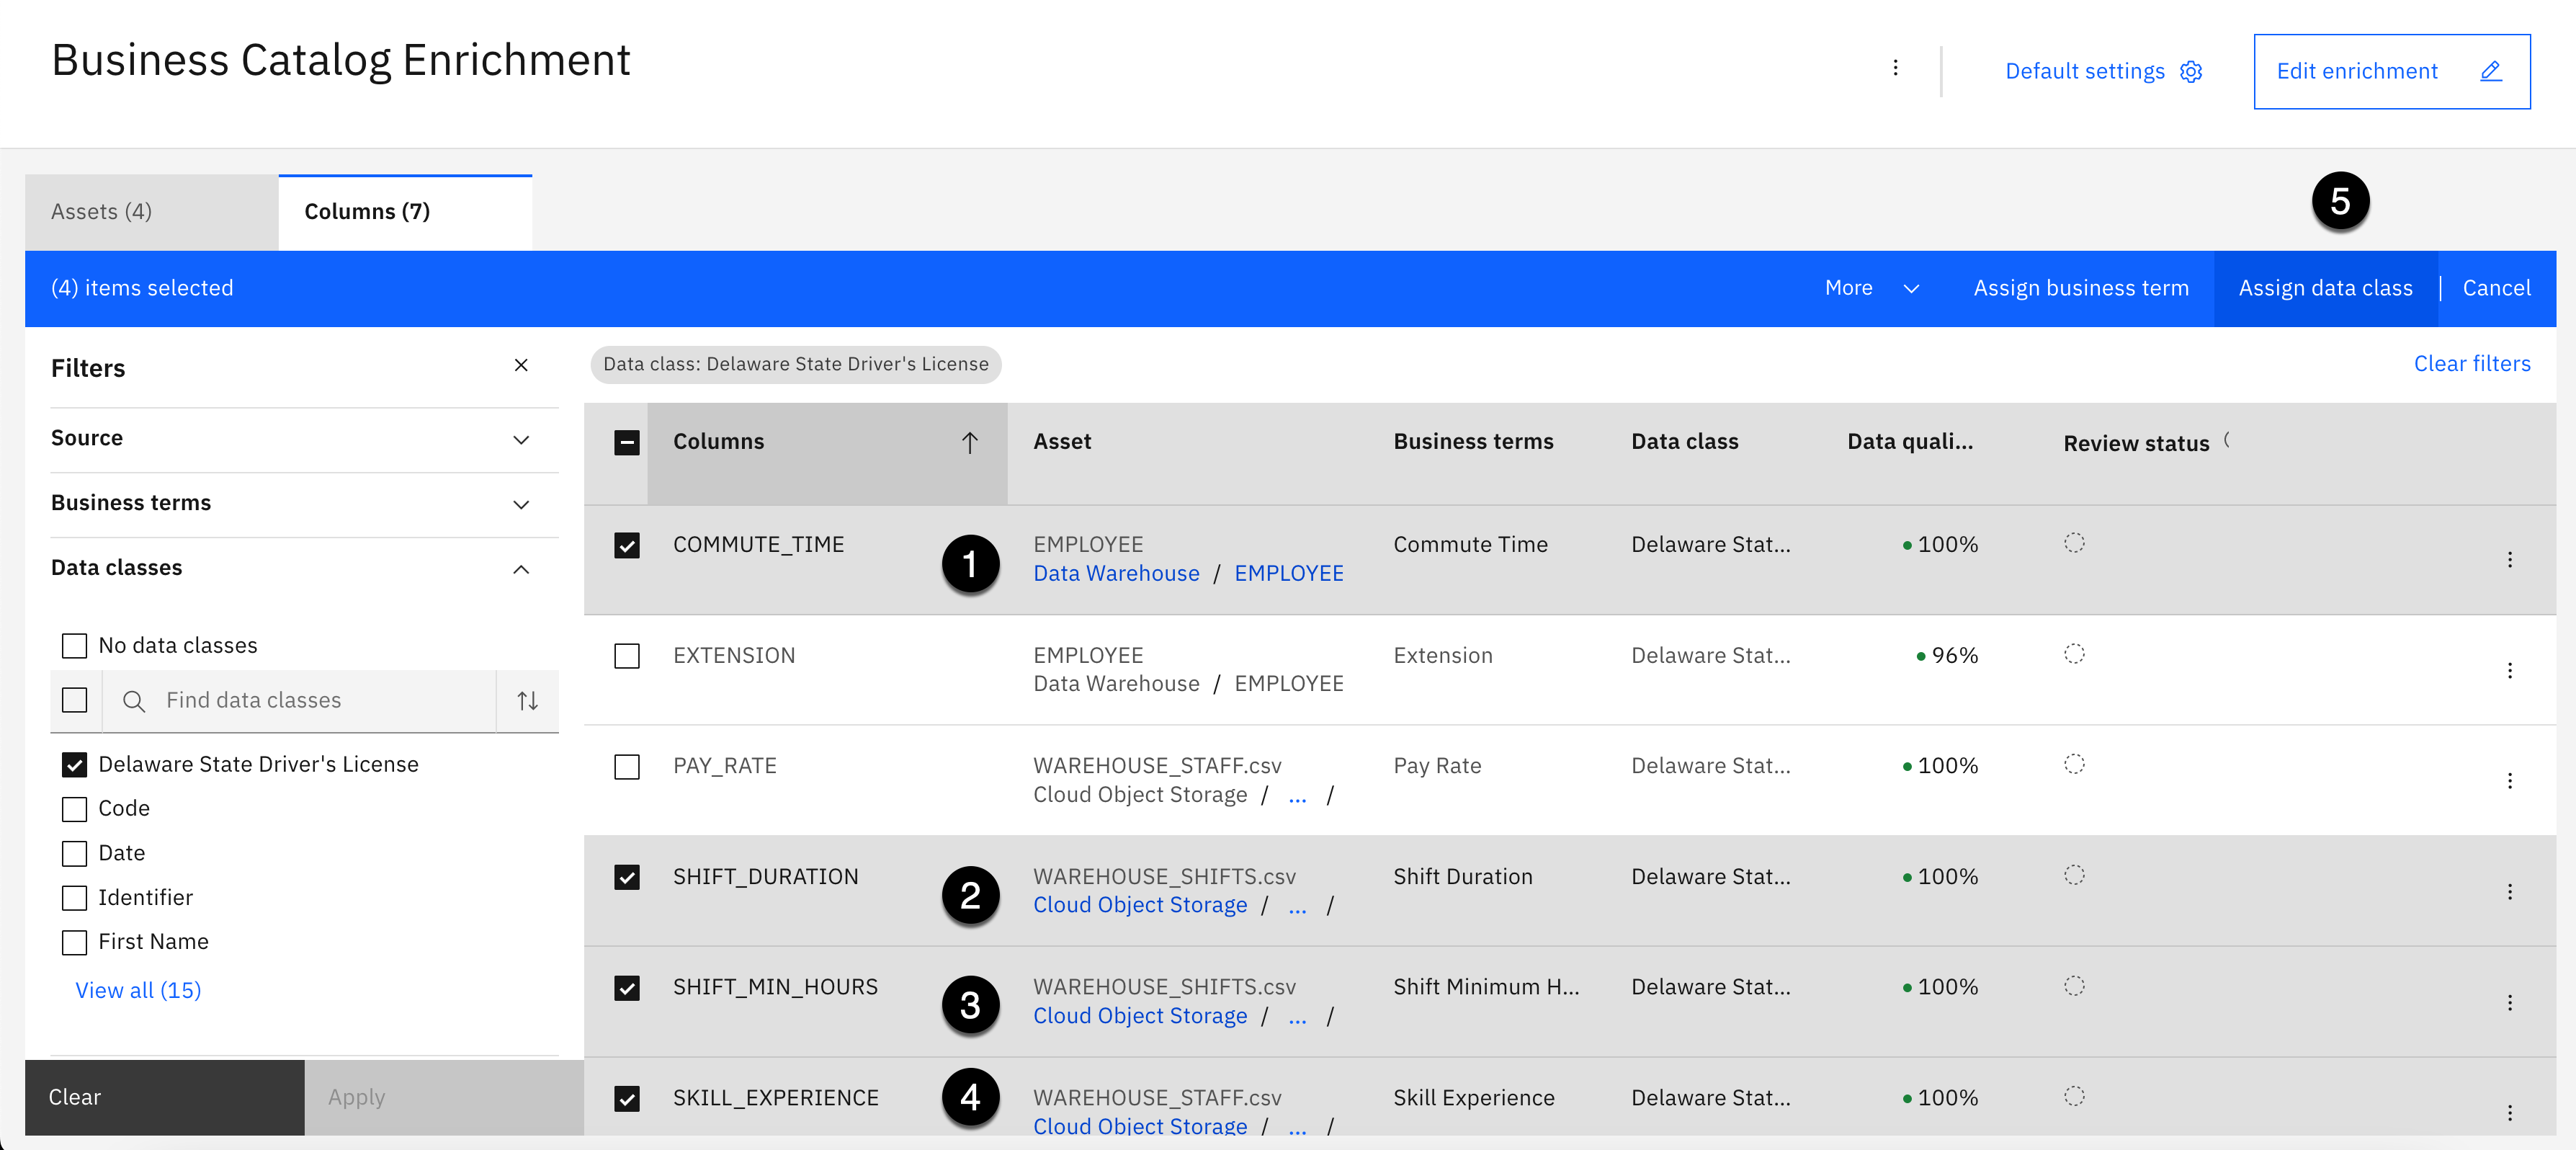 Business Catalog Enrichment
Default settings
Edit enrichment
Assets (4)
Columns (7)
5
(4) items selected
More
Assign business term
Assign data class
Cancel
Filters
Source
Business terms
Data classes
No data classes
Find data classes
Delaware State Driver's License
Code
Date
Identifier
First Name
View all (15)
Clear
Apply
Data class: Delaware State Driver's License
Clear filters
Columns Asset Business terms Data class Data quali... Review status
COMMUTE_TIME 1 EMPLOYEE Commute Time Delaware Stat... 100%
Data Warehouse / EMPLOYEE
EXTENSION EMPLOYEE Extension Delaware Stat... 96%
Data Warehouse / EMPLOYEE
PAY_RATE WAREHOUSE_STAFF.csv Pay Rate Delaware Stat... 100%
Cloud Object Storage / ... /
SHIFT_DURATION 2 WAREHOUSE_SHIFTS.csv Shift Duration Delaware Stat... 100%
Cloud Object Storage / ... /
SHIFT_MIN_HOURS 3 WAREHOUSE_SHIFTS.csv Shift Minimum H... Delaware Stat... 100%
Cloud Object Storage / ... /
SKILL_EXPERIENCE 4 WAREHOUSE_STAFF.csv Skill Experience Delaware Stat... 100%
Cloud Object Storage / ... /